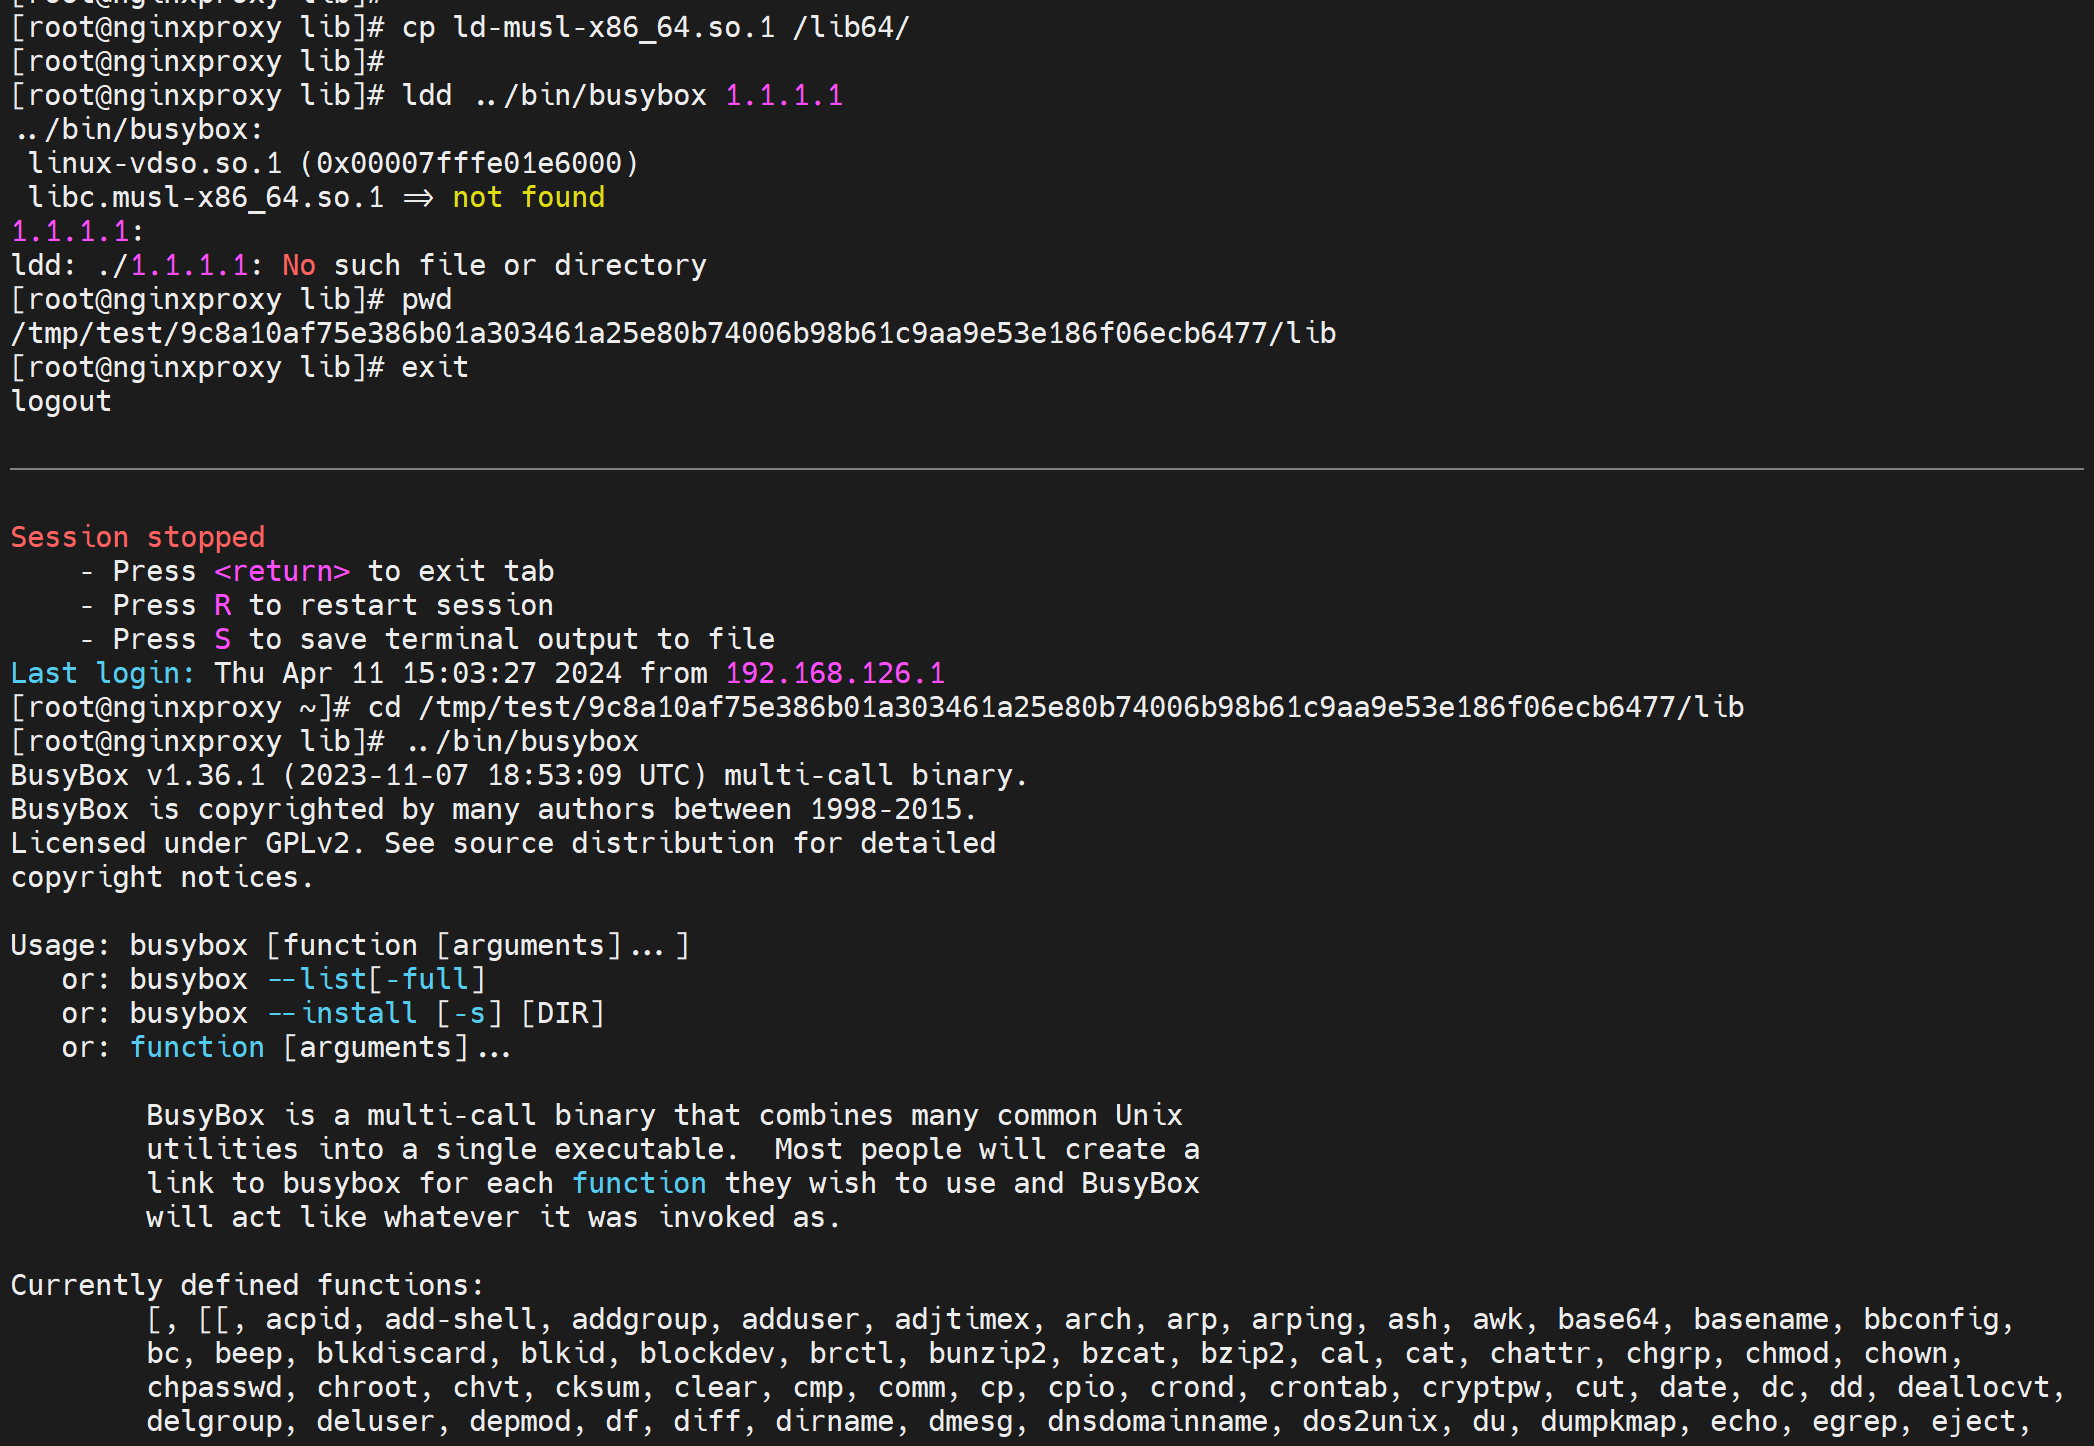 [root@nginxproxy lib]#
[root@nginxproxy lib]# cp ld-musl-x86_64.so.1 /lib64/
[root@nginxproxy lib]#
[root@nginxproxy lib]# ldd ../bin/busybox 1.1.1.1
../bin/busybox:
 linux-vdso.so.1 (0x00007fffe01e6000)
 libc.musl-x86_64.so.1 => not found
1.1.1.1:
ldd: ./1.1.1.1: No such file or directory
[root@nginxproxy lib]# pwd
/tmp/test/9c8a10af75e386b01a303461a25e80b74006b98b61c9aa9e53e186f06ecb6477/lib
[root@nginxproxy lib]# exit
logout
Session stopped
    - Press <return> to exit tab
    - Press R to restart session
    - Press S to save terminal output to file
Last login: Thu Apr 11 15:03:27 2024 from 192.168.126.1
[root@nginxproxy ~]# cd /tmp/test/9c8a10af75e386b01a303461a25e80b74006b98b61c9aa9e53e186f06ecb6477/lib
[root@nginxproxy lib]# ../bin/busybox
BusyBox v1.36.1 (2023-11-07 18:53:09 UTC) multi-call binary.
BusyBox is copyrighted by many authors between 1998-2015.
Licensed under GPLv2. See source distribution for detailed
copyright notices.
Usage: busybox [function [arguments]...]
   or: busybox --list[-full]
   or: busybox --install [-s] [DIR]
   or: function [arguments]...
        BusyBox is a multi-call binary that combines many common Unix
        utilities into a single executable.  Most people will create a
        link to busybox for each function they wish to use and BusyBox
        will act like whatever it was invoked as.
Currently defined functions:
        [, [[, acpid, add-shell, addgroup, adduser, adjtimex, arch, arp, arping, ash, awk, base64, basename, bbconfig,
        bc, beep, blkdiscard, blkid, blockdev, brctl, bunzip2, bzcat, bzip2, cal, cat, chattr, chgrp, chmod, chown,
        chpasswd, chroot, chvt, cksum, clear, cmp, comm, cp, cpio, crond, crontab, cryptpw, cut, date, dc, dd, deallocvt,
        delgroup, deluser, depmod, df, diff, dirname, dmesg, dnsdomainname, dos2unix, du, dumpkmap, echo, egrep, eject,